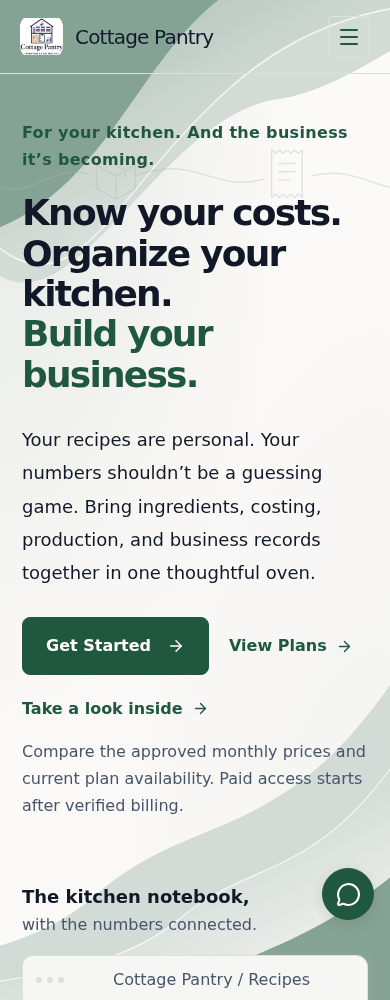 Cottage Pantry
Cottage Pantry
For your kitchen. And the business
it’s becoming.
Know your costs.
Organize your
kitchen.
Build your
business.
Your recipes are personal. Your
numbers shouldn’t be a guessing
game. Bring ingredients, costing,
production, and business records
together in one thoughtful oven.
Get Started
View Plans
Take a look inside
Compare the approved monthly prices and
current plan availability. Paid access starts
after verified billing.
The kitchen notebook,
with the numbers connected.
Cottage Pantry / Recipes